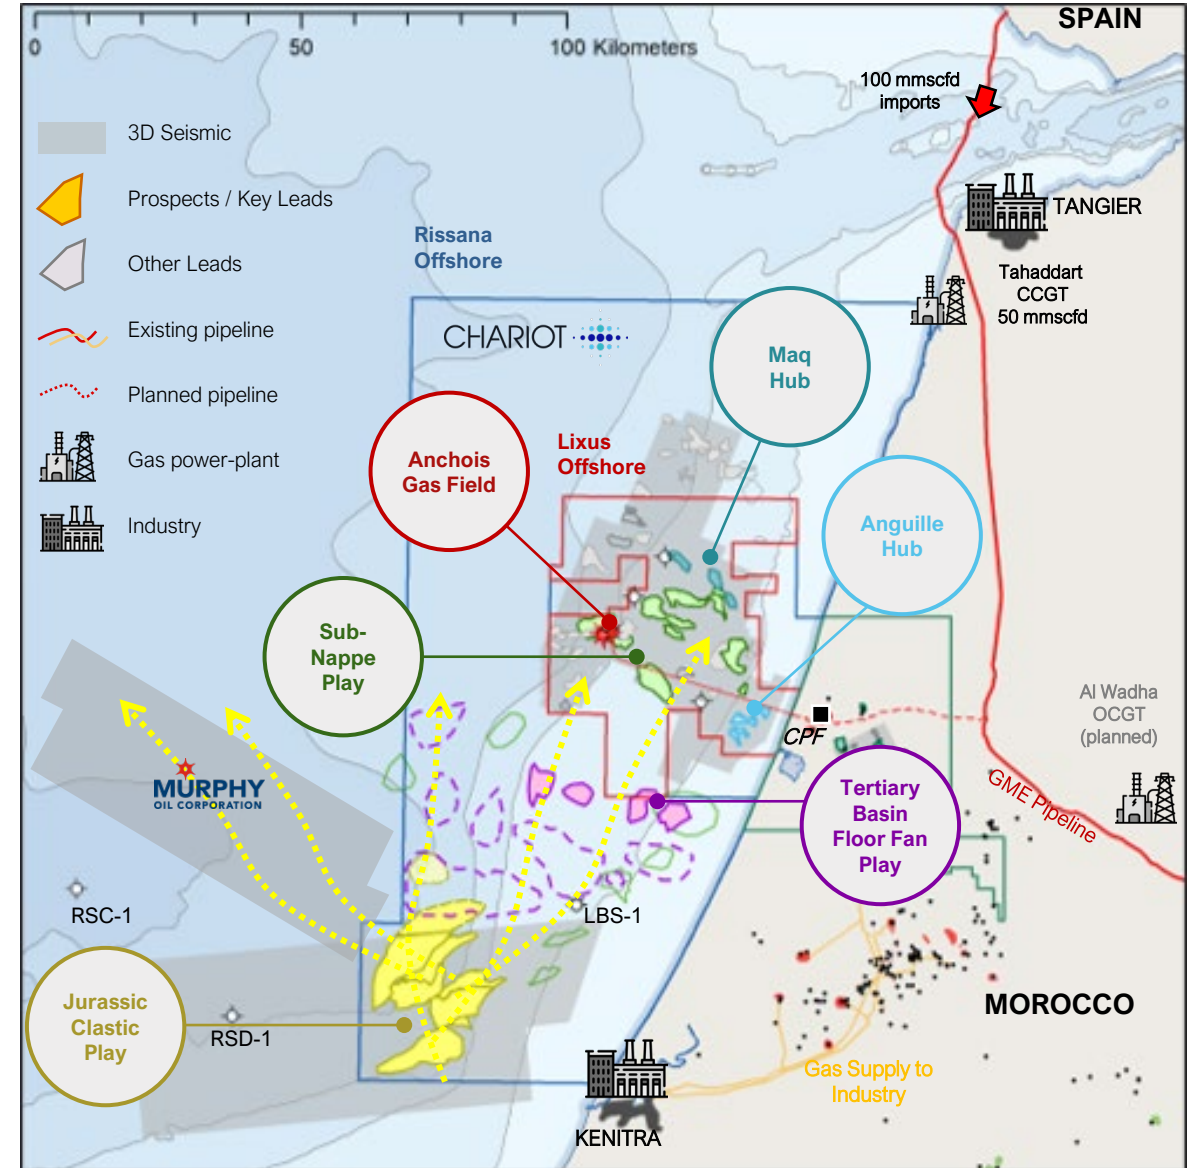 SPAIN
0
50
100 Kilometers
100 mmscfd
imports
3D Seismic
Prospects / Key Leads
Other Leads
Existing pipeline
Planned pipeline
Gas power-plant
Industry
TANGIER
Tahaddart
CCGT
50 mmscfd
Rissana
Offshore
CHARIOT
Maq
Hub
Lixus
Offshore
Anchois
Gas Field
Anguille
Hub
Sub-
Nappe
Play
Al Wadha
OCGT
(planned)
CPF
GME Pipeline
MURPHY
OIL CORPORATION
Tertiary
Basin
Floor Fan
Play
RSC-1
LBS-1
Jurassic
Clastic
Play
RSD-1
MOROCCO
Gas Supply to
Industry
KENITRA